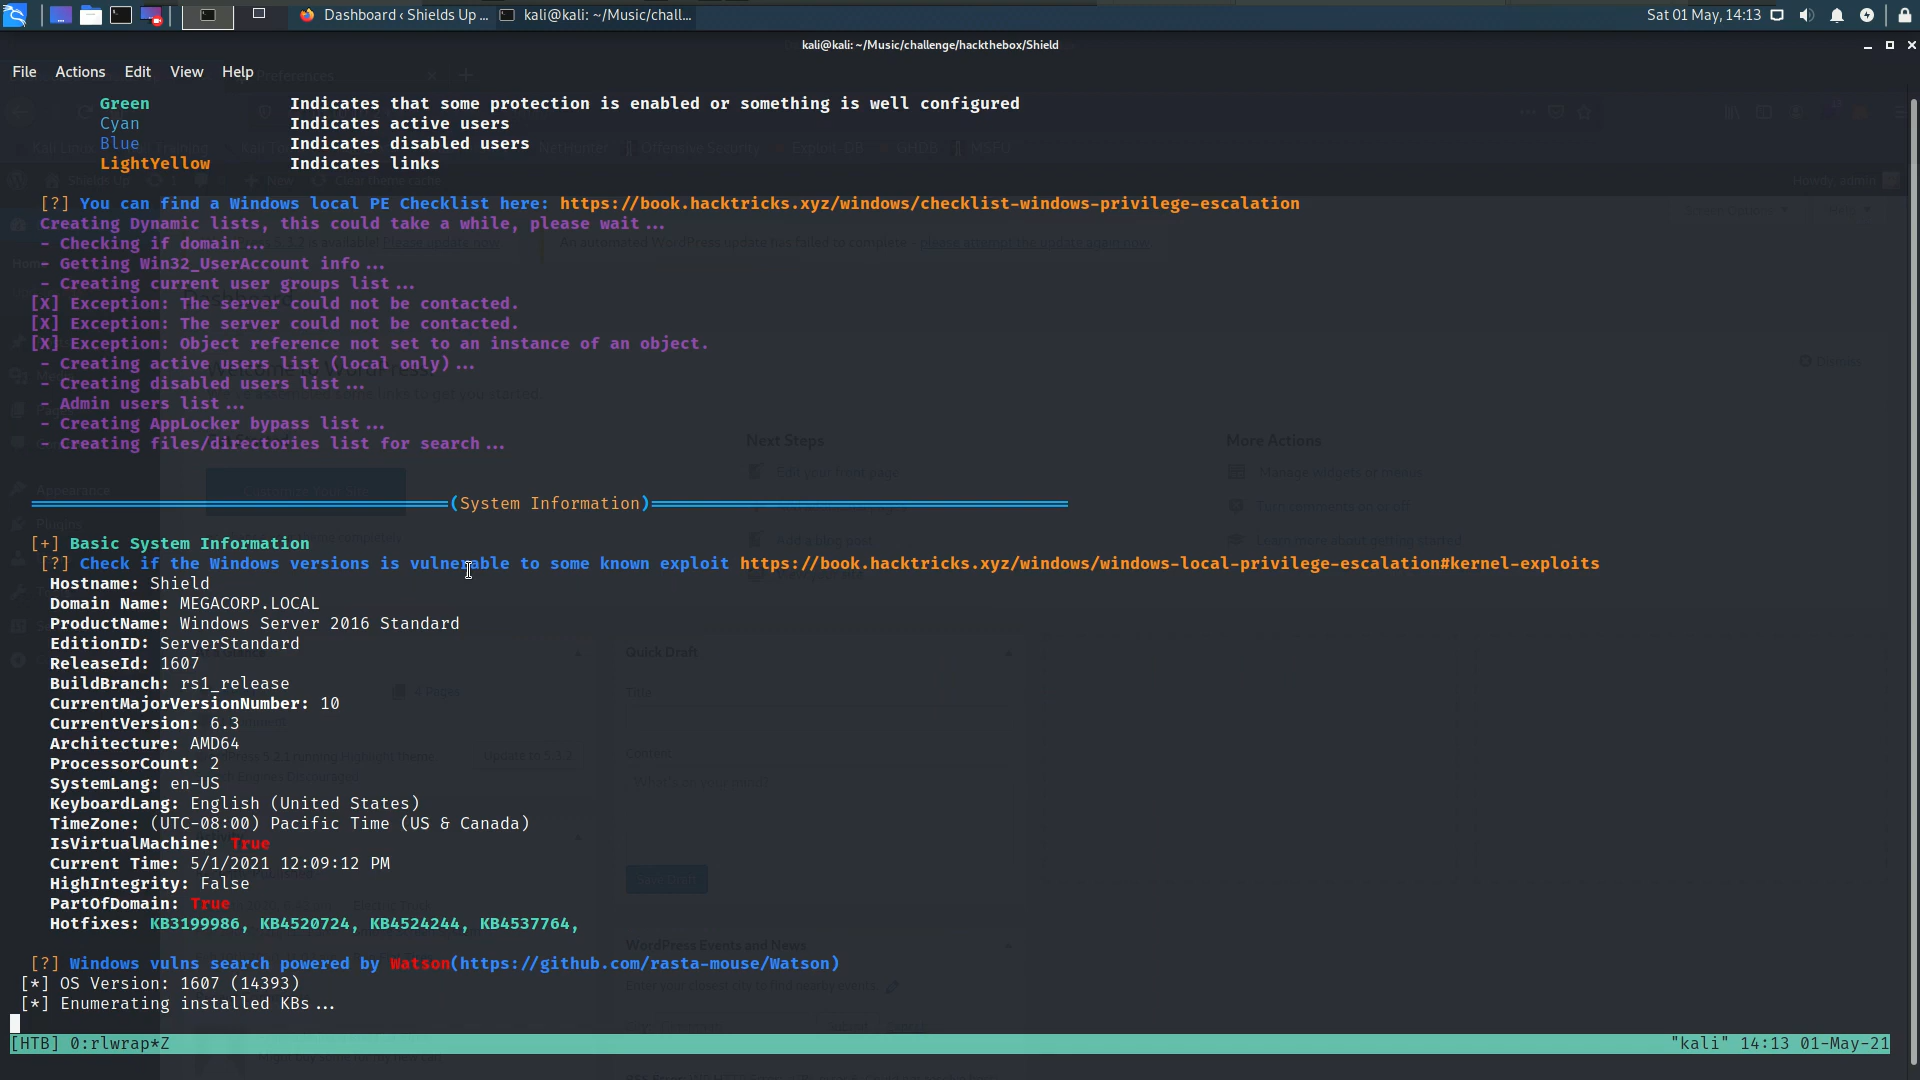 Dashboard ‹ Shields Up ...
kali@kali: ~/Music/chall...
Sat 01 May, 14:13
kali@kali: ~/Music/challenge/hackthebox/Shield
File Actions Edit View Help
Green Indicates that some protection is enabled or something is well configured
Cyan Indicates active users
Blue Indicates disabled users
LightYellow Indicates links
[?] You can find a Windows local PE Checklist here: https://book.hacktricks.xyz/windows/checklist-windows-privilege-escalation
Creating Dynamic lists, this could take a while, please wait...
- Checking if domain...
- Getting Win32_UserAccount info...
- Creating current user groups list...
[X] Exception: The server could not be contacted.
[X] Exception: The server could not be contacted.
[X] Exception: Object reference not set to an instance of an object.
- Creating active users list (local only)...
- Creating disabled users list...
- Admin users list...
- Creating AppLocker bypass list...
- Creating files/directories list for search...
(System Information)
[+] Basic System Information
[?] Check if the Windows versions is vulnerable to some known exploit https://book.hacktricks.xyz/windows/windows-local-privilege-escalation#kernel-exploits
Hostname: Shield
Domain Name: MEGACORP.LOCAL
ProductName: Windows Server 2016 Standard
EditionID: ServerStandard
ReleaseId: 1607
BuildBranch: rs1_release
CurrentMajorVersionNumber: 10
CurrentVersion: 6.3
Architecture: AMD64
ProcessorCount: 2
SystemLang: en-US
KeyboardLang: English (United States)
TimeZone: (UTC-08:00) Pacific Time (US & Canada)
IsVirtualMachine: True
Current Time: 5/1/2021 12:09:12 PM
HighIntegrity: False
PartOfDomain: True
Hotfixes: KB3199986, KB4520724, KB4524244, KB4537764,
[?] Windows vulns search powered by Watson(https://github.com/rasta-mouse/Watson)
[*] OS Version: 1607 (14393)
[*] Enumerating installed KBs...
[HTB] 0:rlwrap*Z "kali" 14:13 01-May-21